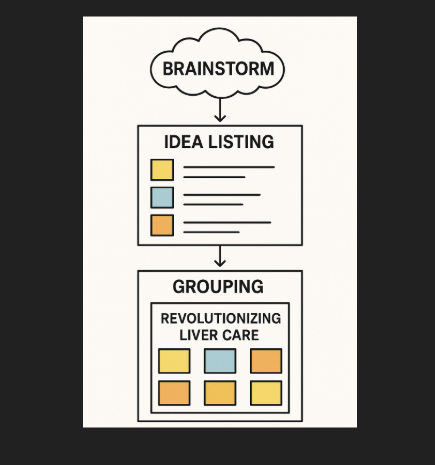 BRAINSTORM
IDEA LISTING
GROUPING
REVOLUTIONIZING
LIVER CARE